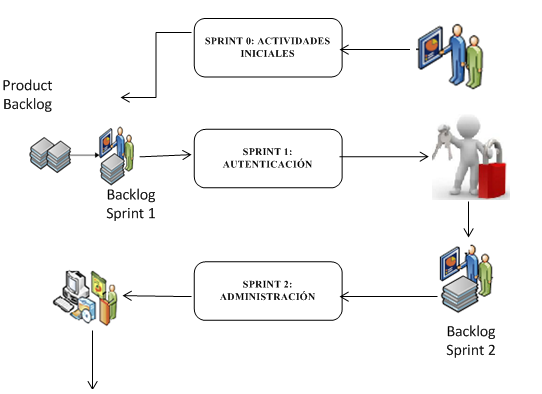 SPRINT 0: ACTIVIDADES
INICIALES
Product
Backlog
SPRINT 1:
AUTENTICACIÓN
Backlog
Sprint 1
SPRINT 2:
ADMINISTRACIÓN
Backlog
Sprint 2